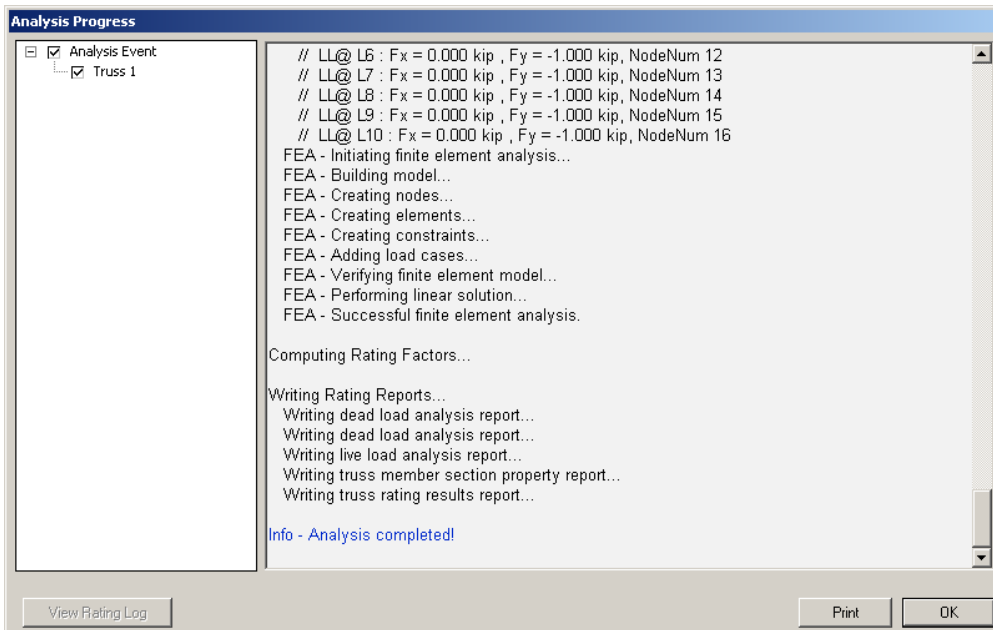 Analysis Progress
Analysis Event
Truss 1
// LL@ L6 : Fx = 0.000 kip , Fy = -1.000 kip, NodeNum 12
// LL@ L7 : Fx = 0.000 kip , Fy = -1.000 kip, NodeNum 13
// LL@ L8 : Fx = 0.000 kip , Fy = -1.000 kip, NodeNum 14
// LL@ L9 : Fx = 0.000 kip , Fy = -1.000 kip, NodeNum 15
// LL@ L10 : Fx = 0.000 kip , Fy = -1.000 kip, NodeNum 16
FEA - Initiating finite element analysis...
FEA - Building model...
FEA - Creating nodes...
FEA - Creating elements...
FEA - Creating constraints...
FEA - Adding load cases...
FEA - Verifying finite element model...
FEA - Performing linear solution...
FEA - Successful finite element analysis.
Computing Rating Factors...
Writing Rating Reports...
Writing dead load analysis report...
Writing dead load analysis report...
Writing live load analysis report...
Writing truss member section property report...
Writing truss rating results report...
Info - Analysis completed!
View Rating Log
Print
OK